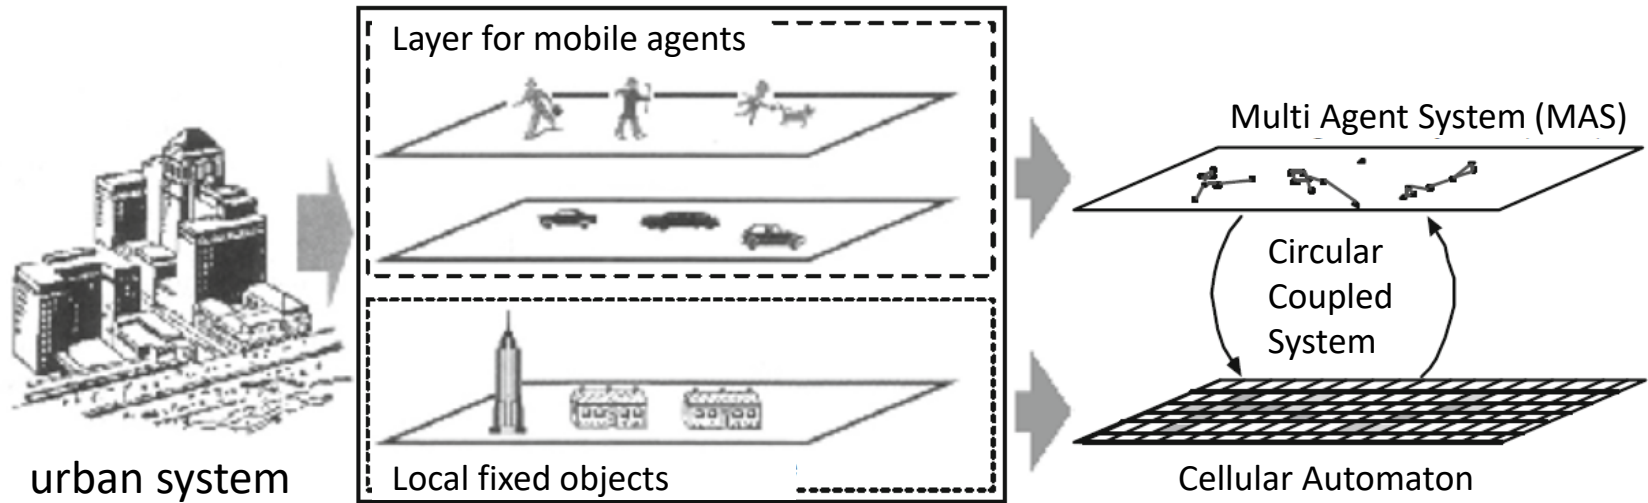 Layer for mobile agents
Multi Agent System (MAS)
Circular
Coupled
System
urban system
Local fixed objects
Cellular Automaton